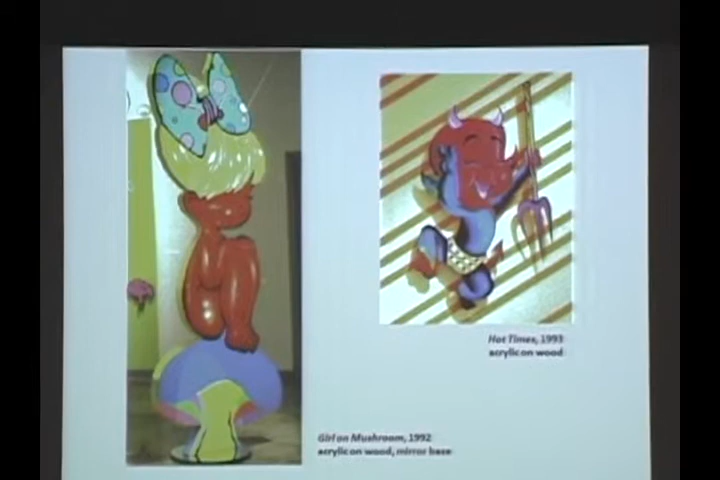 Hot Times, 1993
acrylic on wood
Girl on Mushroom, 1992
acrylic on wood, mirror base